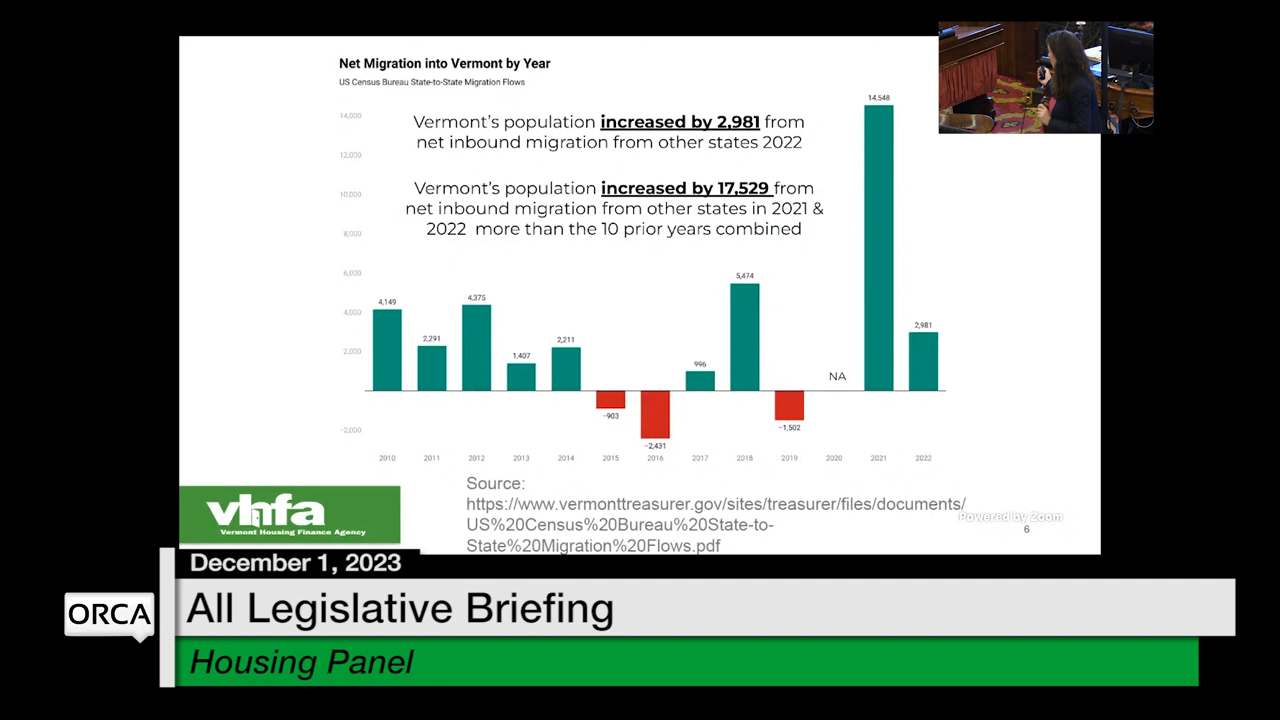 Net Migration into Vermont by Year
US Census Bureau State-to-State Migration Flows
Vermont's population increased by 2,981 from
net inbound migration from other states 2022
Vermont's population increased by 17,529 from
net inbound migration from other states in 2021 &
2022 more than the 10 prior years combined
14,000
12,000
10,000
8,000
6,000
4,000
2,000
−2,000
4,149
2,291
4,375
1,407
2,211
−903
−2,431
996
5,474
−1,502
NA
14,548
2,981
2010 2011 2012 2013 2014 2015 2016 2017 2018 2019 2020 2021 2022
Source:
https://www.vermonttreasurer.gov/sites/treasurer/files/documents/
US%20Census%20Bureau%20State-to-
State%20Migration%20Flows.pdf
Powered by Zoom
6
vhfa
Vermont Housing Finance Agency
December 1, 2023
ORCA
All Legislative Briefing
Housing Panel